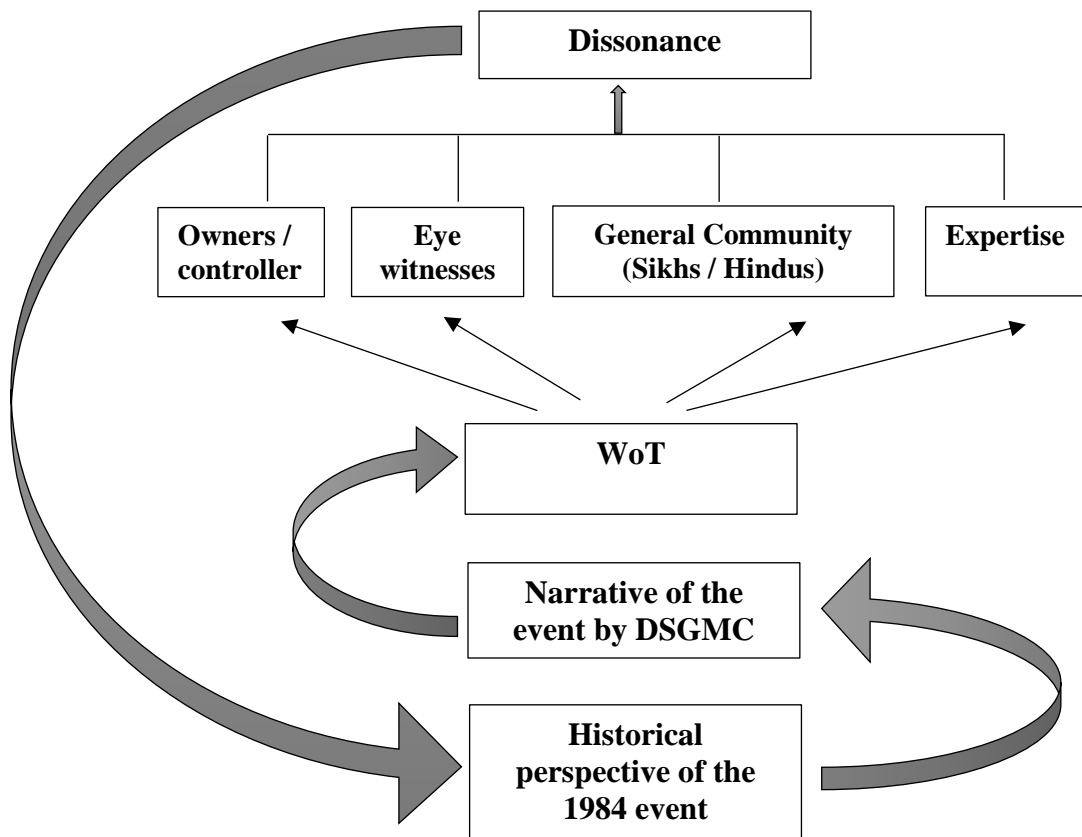 Dissonance
Owners /
controller
Eye
witnesses
General Community
(Sikhs / Hindus)
Expertise
WoT
Narrative of the
event by DSGMC
Historical
perspective of the
1984 event